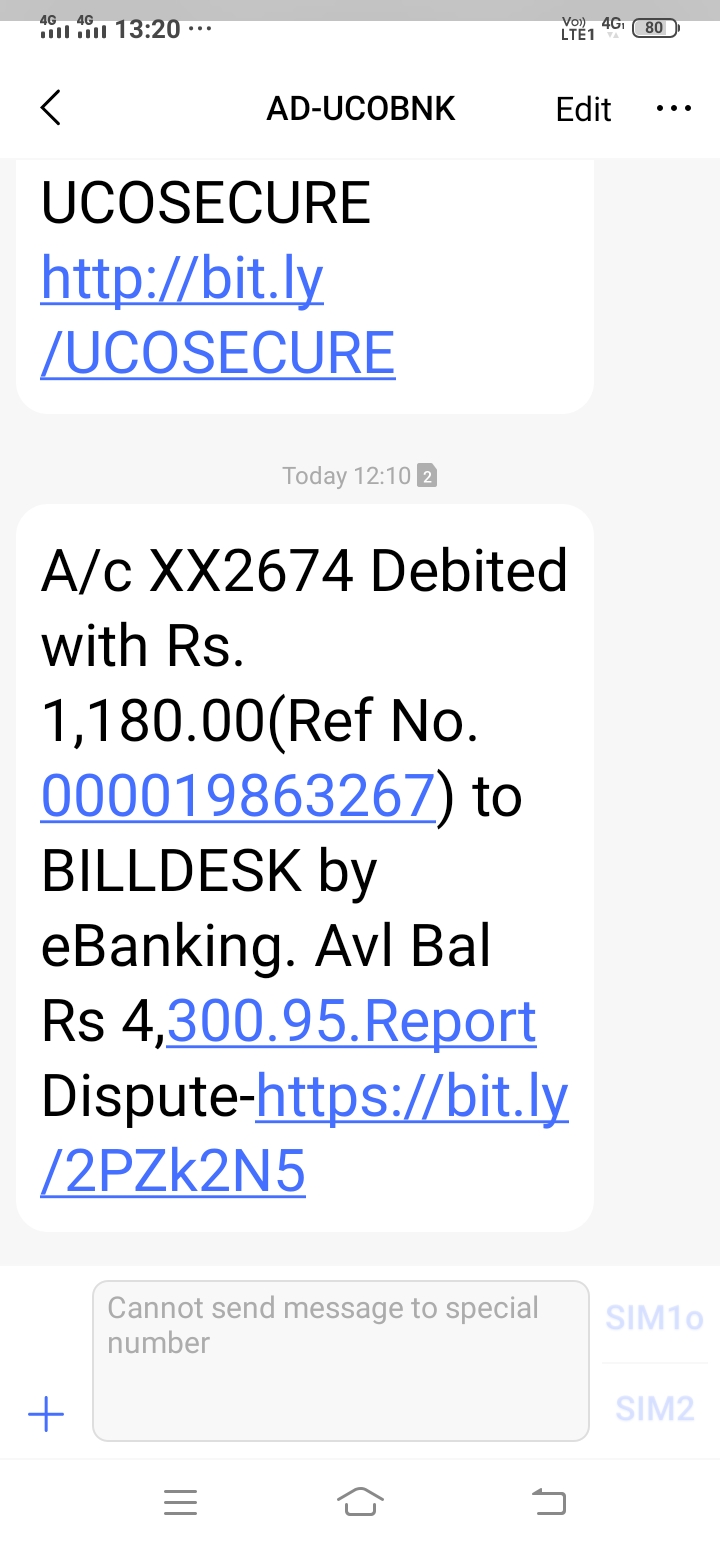 4G 4G 13:20 ... Vo)) LTE1 4G 80
AD-UCOBNK Edit ...
UCOSECURE
http://bit.ly
/UCOSECURE
Today 12:10 2
A/c XX2674 Debited
with Rs.
1,180.00(Ref No.
000019863267) to
BILLDESK by
eBanking. Avl Bal
Rs 4,300.95.Report
Dispute-https://bit.ly
/2PZk2N5
Cannot send message to special
number
SIM1o
SIM2